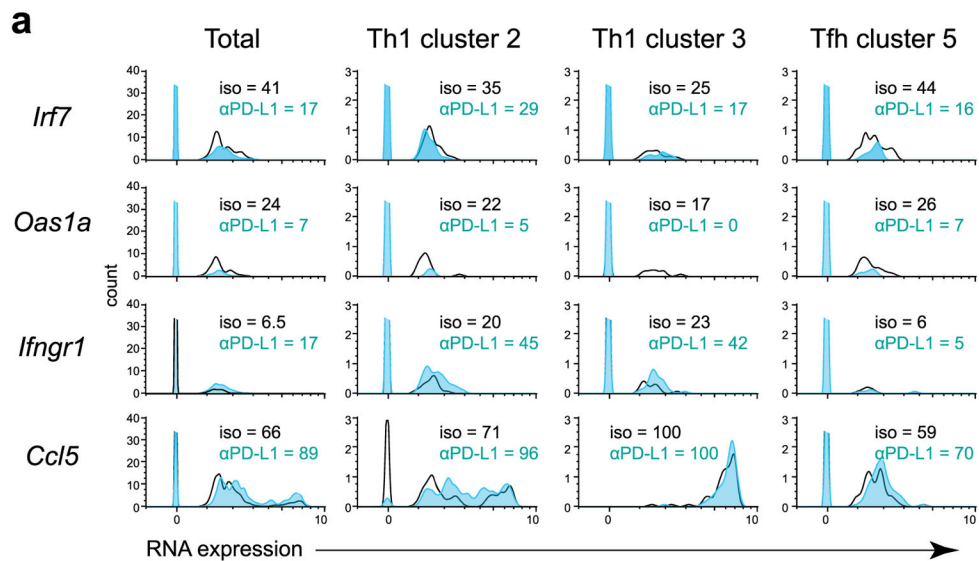 a
Total Th1 cluster 2 Th1 cluster 3 Tfh cluster 5
Irf7
40 30 20 10 0
iso = 41
αPD-L1 = 17
3 2 1 0
iso = 35
αPD-L1 = 29
3 2 1 0
iso = 25
αPD-L1 = 17
3 2 1 0
iso = 44
αPD-L1 = 16
Oas1a
40 30 20 10 0
iso = 24
αPD-L1 = 7
3 2 1 0
iso = 22
αPD-L1 = 5
3 2 1 0
iso = 17
αPD-L1 = 0
3 2 1 0
iso = 26
αPD-L1 = 7
count
Ifngr1
40 30 20 10 0
iso = 6.5
αPD-L1 = 17
3 2 1 0
iso = 20
αPD-L1 = 45
3 2 1 0
iso = 23
αPD-L1 = 42
3 2 1 0
iso = 6
αPD-L1 = 5
Ccl5
40 30 20 10 0
iso = 66
αPD-L1 = 89
3 2 1 0
iso = 71
αPD-L1 = 96
3 2 1 0
iso = 100
αPD-L1 = 100
3 2 1 0
iso = 59
αPD-L1 = 70
0 10 0 10 0 10 0 10
RNA expression